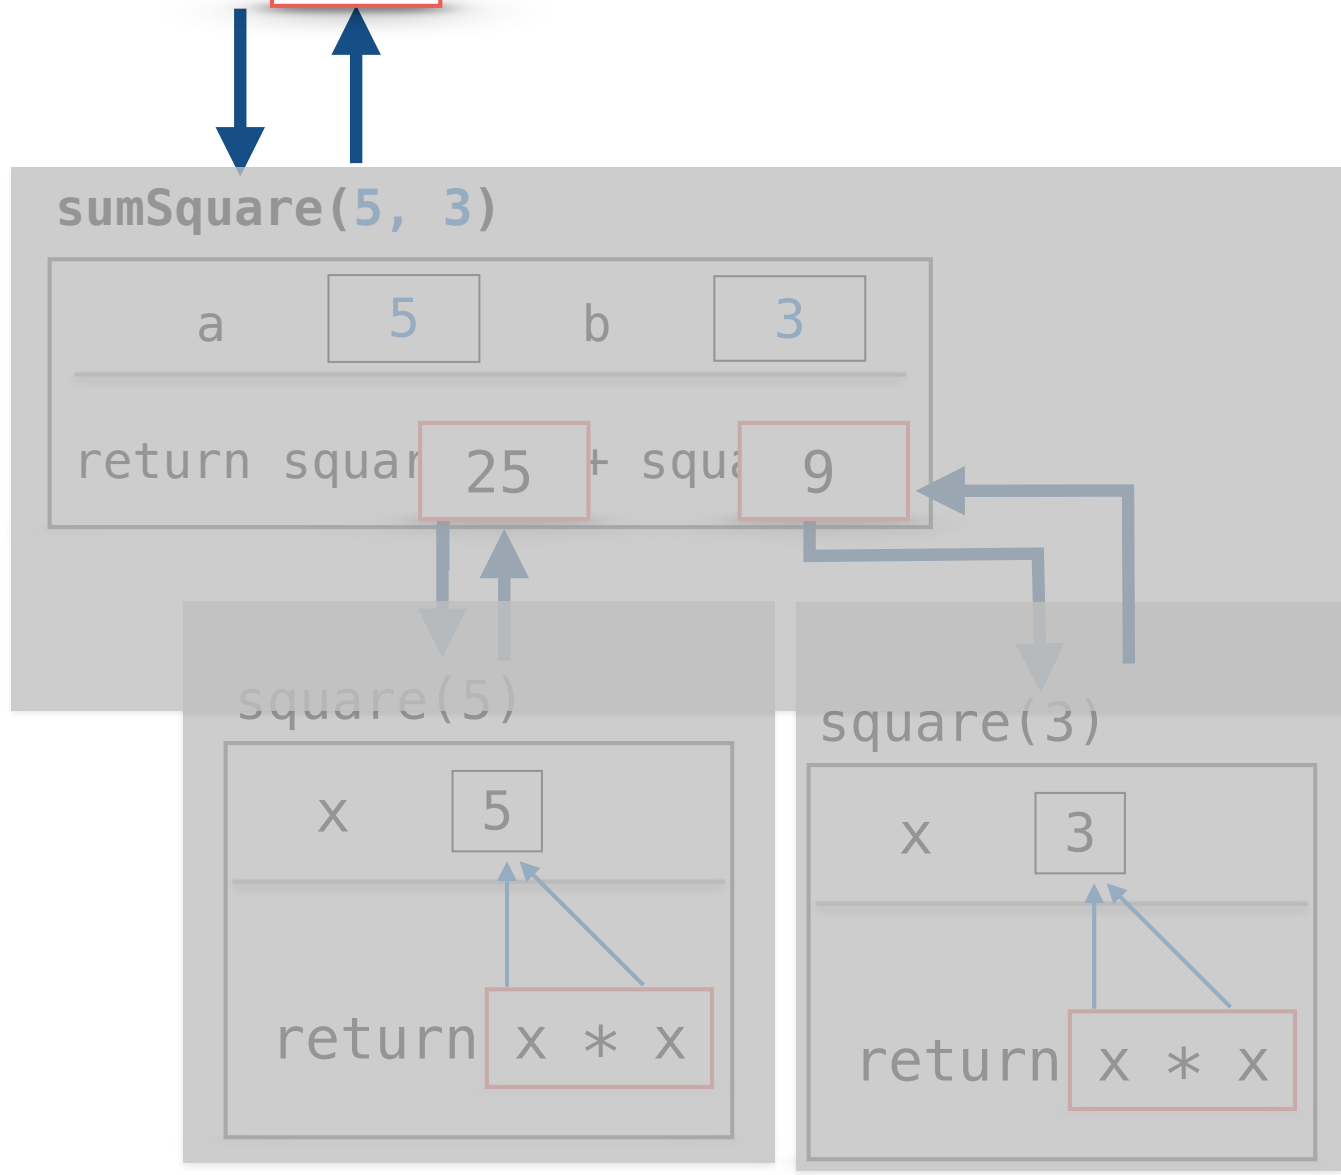 sumSquare(5, 3)
a 5 b 3
return squar 25 + squa 9
square(5)
x 5
return x * x
square(3)
x 3
return x * x